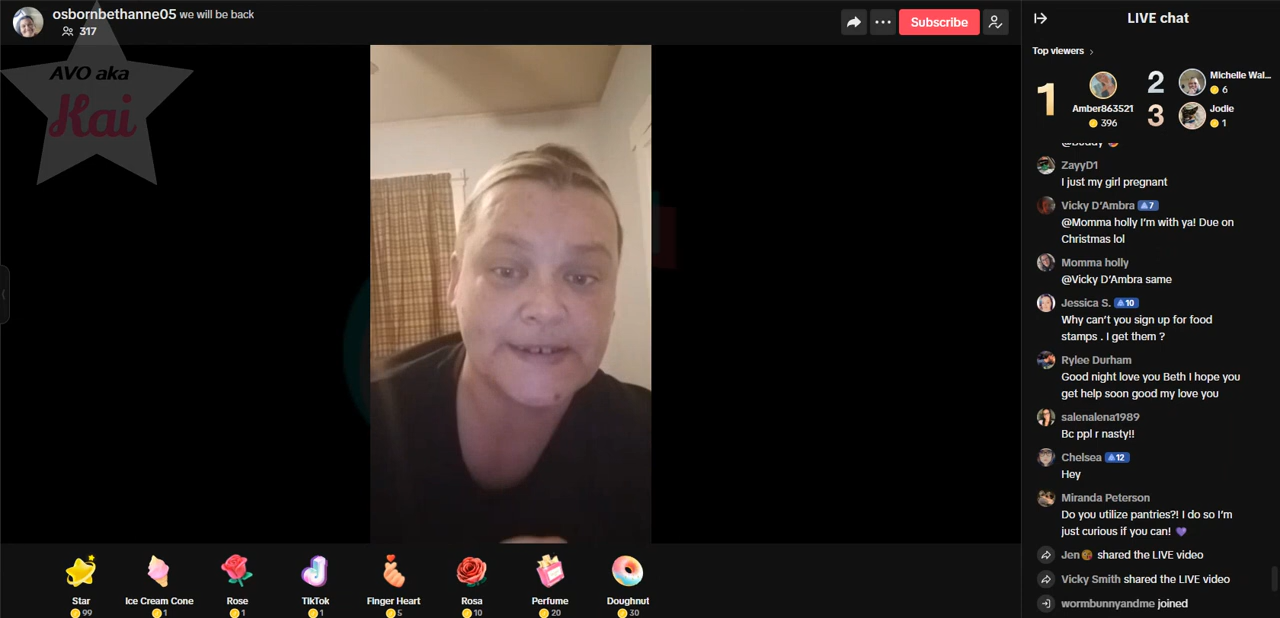 osbornbethanne05 we will be back
317
Subscribe
AVO aka
Kai
LIVE chat
Top viewers
1
Amber863521
396
2
Michelle Wal...
6
3
Jodie
1
ZayyD1
I just my girl pregnant
Vicky D'Ambra 7
@Momma holly I'm with ya! Due on
Christmas lol
Momma holly
@Vicky D'Ambra same
Jessica S. 10
Why can't you sign up for food
stamps . I get them ?
Rylee Durham
Good night love you Beth I hope you
get help soon good my love you
salenalena1989
Bc ppl r nasty!!
Chelsea 12
Hey
Miranda Peterson
Do you utilize pantries?! I do so I'm
just curious if you can! 💜
Jen shared the LIVE video
Vicky Smith shared the LIVE video
wormbunnyandme joined
Star
99
Ice Cream Cone
1
Rose
1
TikTok
1
Finger Heart
5
Rosa
10
Perfume
20
Doughnut
30